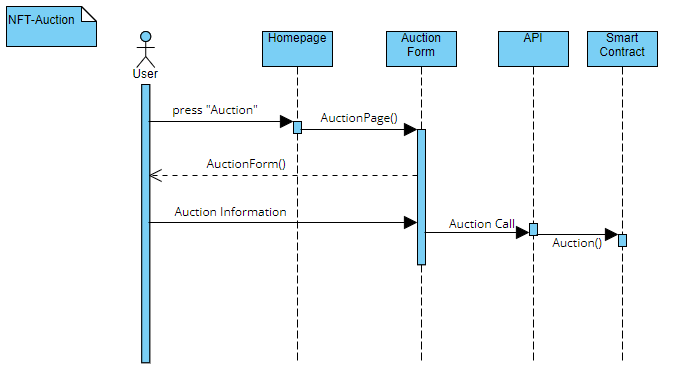 NFT-Auction
User
Homepage
Auction
Form
API
Smart
Contract
press "Auction"
AuctionPage()
AuctionForm()
Auction Information
Auction Call
Auction()